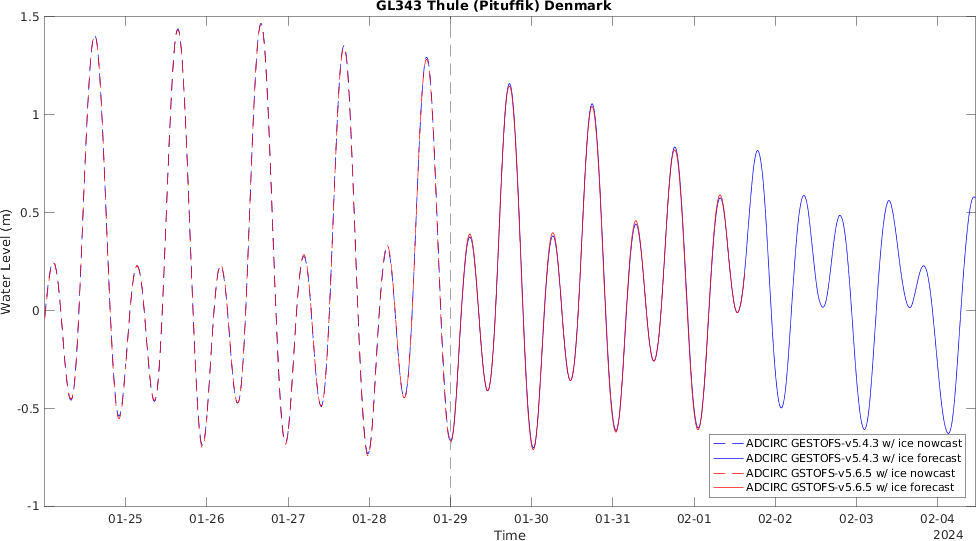 GL343 Thule (Pituffik) Denmark
1.5
1
0.5
0
-0.5
-1
Water Level (m)
01-25 01-26 01-27 01-28 01-29 01-30 01-31 02-01 02-02 02-03 02-04
Time
2024
ADCIRC GESTOFS-v5.4.3 w/ ice nowcast
ADCIRC GESTOFS-v5.4.3 w/ ice forecast
ADCIRC GSTOFS-v5.6.5 w/ ice nowcast
ADCIRC GSTOFS-v5.6.5 w/ ice forecast